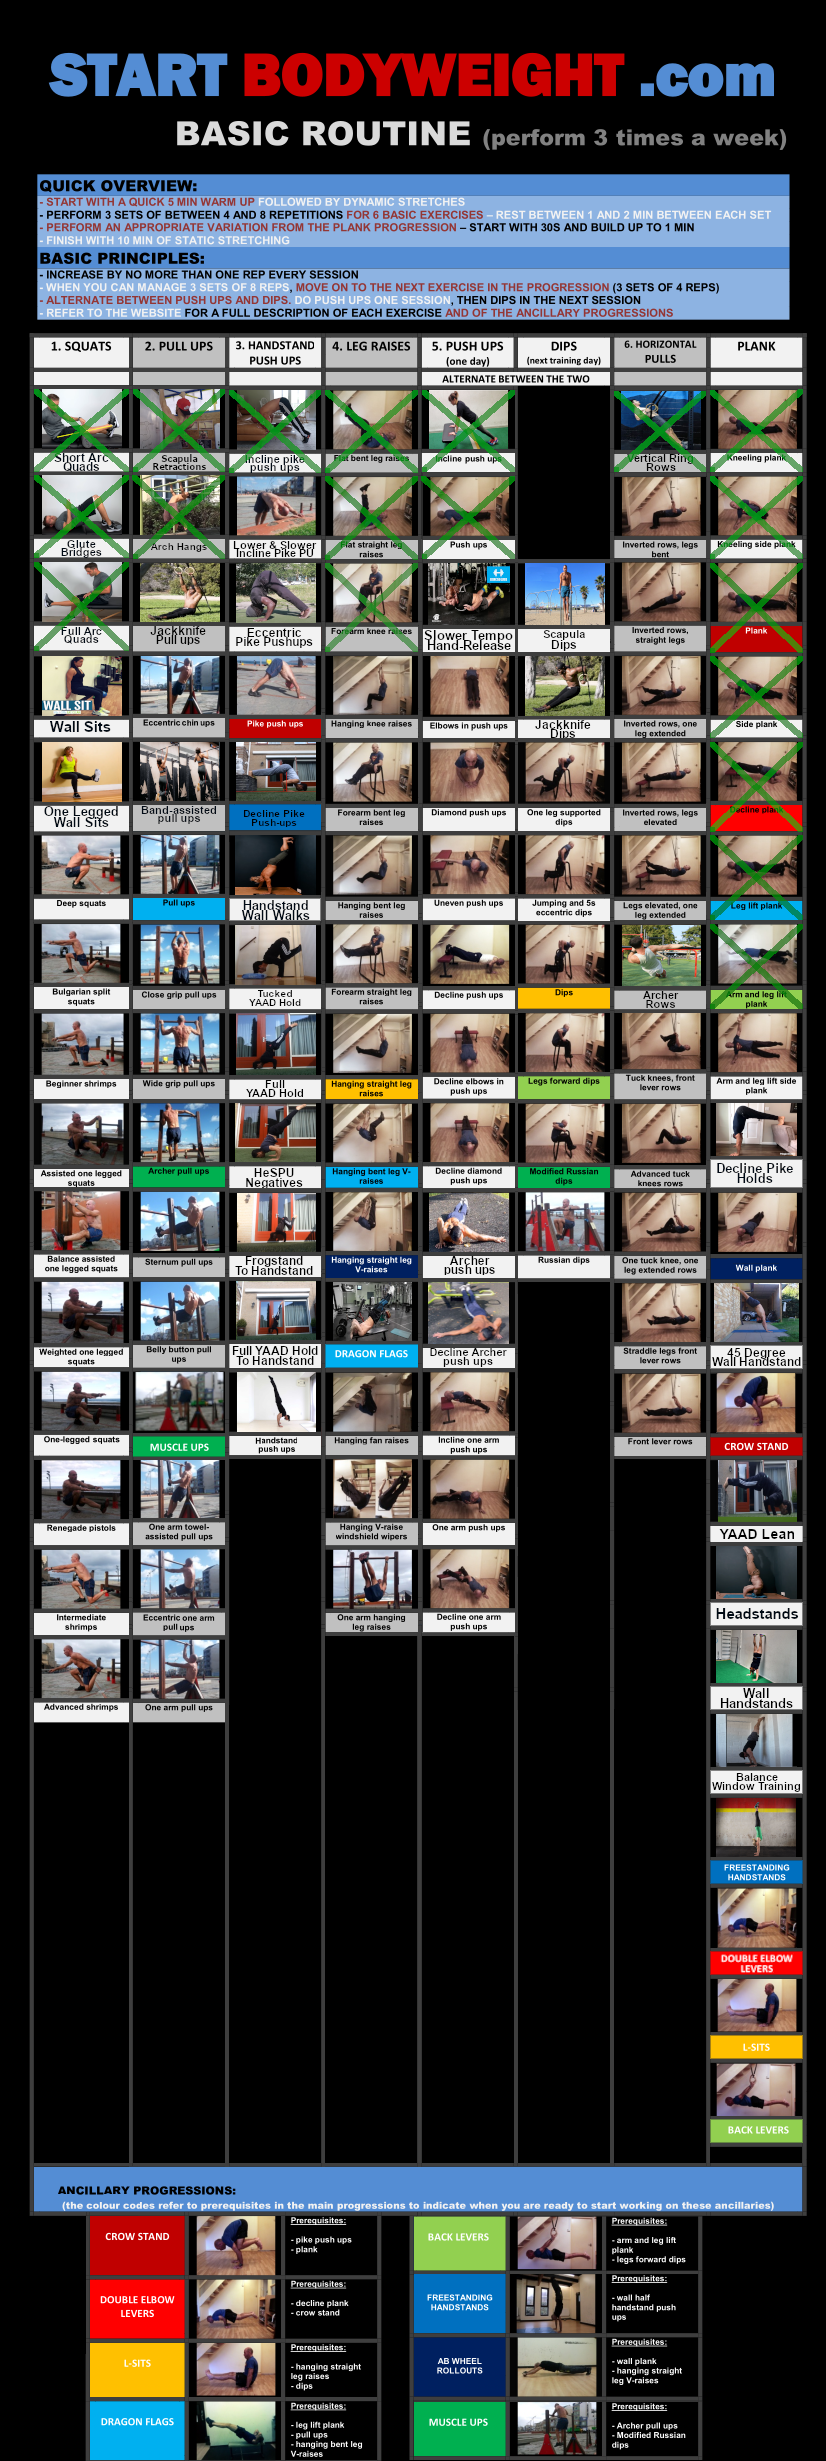 START BODYWEIGHT .com
BASIC ROUTINE (perform 3 times a week)
QUICK OVERVIEW:
- START WITH A QUICK 5 MIN WARM UP FOLLOWED BY DYNAMIC STRETCHES
- PERFORM 3 SETS OF BETWEEN 4 AND 8 REPETITIONS FOR 6 BASIC EXERCISES – REST BETWEEN 1 AND 2 MIN BETWEEN EACH SET
- PERFORM AN APPROPRIATE VARIATION FROM THE PLANK PROGRESSION – START WITH 30S AND BUILD UP TO 1 MIN
- FINISH WITH 10 MIN OF STATIC STRETCHING
BASIC PRINCIPLES:
- INCREASE BY NO MORE THAN ONE REP EVERY SESSION
- WHEN YOU CAN MANAGE 3 SETS OF 8 REPS, MOVE ON TO THE NEXT EXERCISE IN THE PROGRESSION (3 SETS OF 4 REPS)
- ALTERNATE BETWEEN PUSH UPS AND DIPS. DO PUSH UPS ONE SESSION, THEN DIPS IN THE NEXT SESSION
- REFER TO THE WEBSITE FOR A FULL DESCRIPTION OF EACH EXERCISE AND OF THE ANCILLARY PROGRESSIONS
1. SQUATS
Short Arc
Quads
Glute
Bridges
Full Arc
Quads
WALL SIT
Wall Sits
One Legged
Wall Sits
Deep squats
Bulgarian split
squats
Beginner shrimps
Assisted one legged
squats
Balance assisted
one legged squats
Weighted one legged
squats
One-legged squats
Renegade pistols
Intermediate
shrimps
Advanced shrimps
2. PULL UPS
Scapula
Retractions
Arch Hangs
Jackknife
Pull ups
Eccentric chin ups
Band-assisted
pull ups
Pull ups
Close grip pull ups
Wide grip pull ups
Archer pull ups
Sternum pull ups
Belly button pull
ups
MUSCLE UPS
One arm towel-
assisted pull ups
Eccentric one arm
pull ups
One arm pull ups
3. HANDSTAND
PUSH UPS
Incline pike
push ups
Lower & Slower
Incline Pike PU
Eccentric
Pike Pushups
Pike push ups
Decline Pike
Push-ups
Handstand
Wall Walks
Tucked
YAAD Hold
Full
YAAD Hold
HeSPU
Negatives
Frogstand
To Handstand
Full YAAD Hold
To Handstand
Handstand
push ups
4. LEG RAISES
Flat bent leg raises
Flat straight leg
raises
Forearm knee raises
Hanging knee raises
Forearm bent leg
raises
Hanging bent leg
raises
Forearm straight leg
raises
Hanging straight leg
raises
Hanging bent leg V-
raises
Hanging straight leg
V-raises
DRAGON FLAGS
Hanging fan raises
Hanging V-raise
windshield wipers
One arm hanging
leg raises
5. PUSH UPS
(one day)
DIPS
(next training day)
ALTERNATE BETWEEN THE TWO
Incline push ups
Push ups
Slower Tempo
Hand-Release
Elbows in push ups
Diamond push ups
Uneven push ups
Decline push ups
Decline elbows in
push ups
Decline diamond
push ups
Archer
push ups
Decline Archer
push ups
Incline one arm
push ups
One arm push ups
Decline one arm
push ups
Scapula
Dips
Jackknife
Dips
One leg supported
dips
Jumping and 5s
eccentric dips
Dips
Legs forward dips
Modified Russian
dips
Russian dips
6. HORIZONTAL
PULLS
Vertical Ring
Rows
Inverted rows, legs
bent
Inverted rows,
straight legs
Inverted rows, one
leg extended
Inverted rows, legs
elevated
Legs elevated, one
leg extended
Archer
Rows
Tuck knees, front
lever rows
Advanced tuck
knees rows
One tuck knee, one
leg extended rows
Straddle legs front
lever rows
Front lever rows
PLANK
Kneeling plank
Kneeling side plank
Plank
Side plank
Decline plank
Leg lift plank
Arm and leg lift
plank
Arm and leg lift side
plank
Decline Pike
Holds
Wall plank
45 Degree
Wall Handstand
CROW STAND
YAAD Lean
Headstands
Wall
Handstands
Balance
Window Training
FREESTANDING
HANDSTANDS
DOUBLE ELBOW
LEVERS
L-SITS
BACK LEVERS
ANCILLARY PROGRESSIONS:
(the colour codes refer to prerequisites in the main progressions to indicate when you are ready to start working on these ancillaries)
CROW STAND
Prerequisites:
- pike push ups
- plank
DOUBLE ELBOW
LEVERS
Prerequisites:
- decline plank
- crow stand
L-SITS
Prerequisites:
- hanging straight
leg raises
- dips
DRAGON FLAGS
Prerequisites:
- leg lift plank
- pull ups
- hanging bent leg
V-raises
BACK LEVERS
Prerequisites:
- arm and leg lift
plank
- legs forward dips
FREESTANDING
HANDSTANDS
Prerequisites:
- wall half
handstand push
ups
AB WHEEL
ROLLOUTS
Prerequisites:
- wall plank
- hanging straight
leg V-raises
MUSCLE UPS
Prerequisites:
- Archer pull ups
- Modified Russian
dips